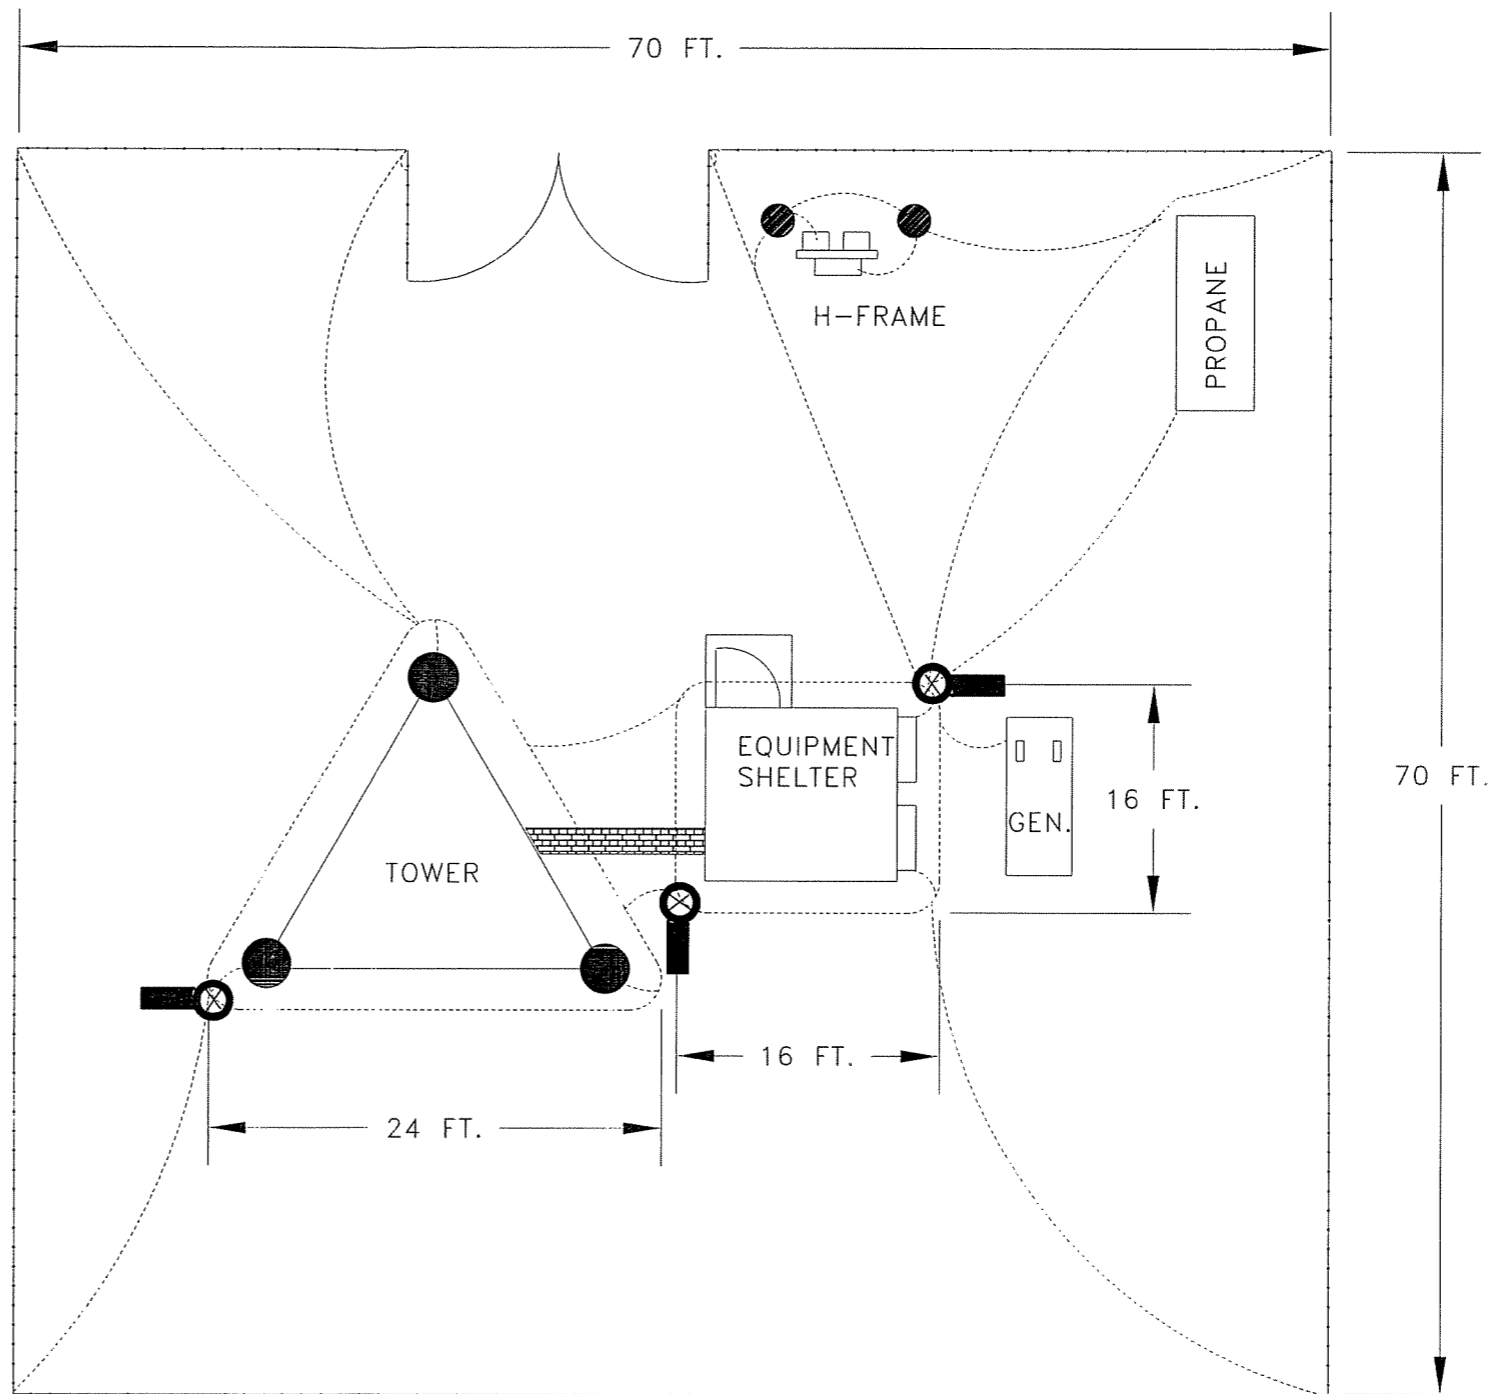 70 FT.
H-FRAME
PROPANE
EQUIPMENT
SHELTER
70 FT.
16 FT.
GEN.
TOWER
16 FT.
24 FT.